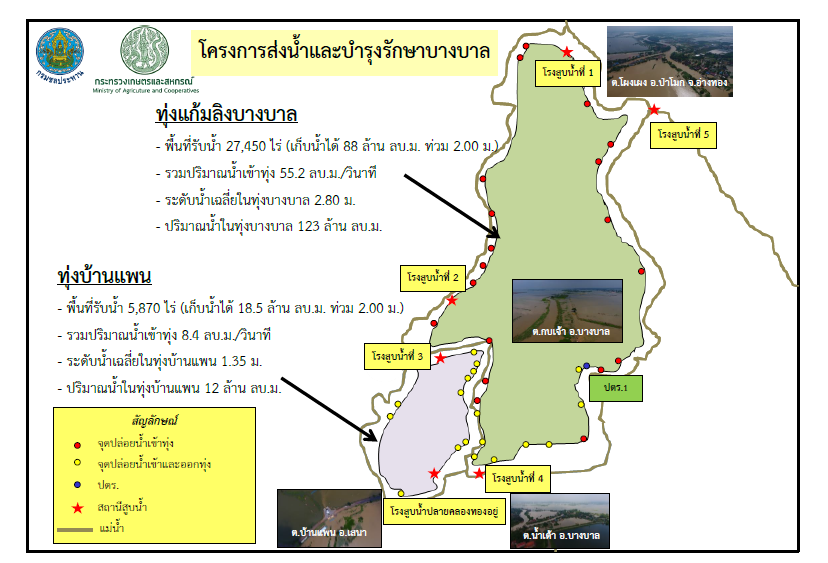 โครงการส่งน้ำและบำรุงรักษาบางบาล
กรมชลประทาน
กระทรวงเกษตรและสหกรณ์
Ministry of Agriculture and Cooperatives
ทุ่งแก้มลิงบางบาล
- พื้นที่รับน้ำ 27,450 ไร่ (เก็บน้ำได้ 88 ล้าน ลบ.ม. ท่วม 2.00 ม.)
- รวมปริมาณน้ำเข้าทุ่ง 55.2 ลบ.ม./วินาที
- ระดับน้ำเฉลี่ยในทุ่งบางบาล 2.80 ม.
- ปริมาณน้ำในทุ่งบางบาล 123 ล้าน ลบ.ม.
ทุ่งบ้านแพน
- พื้นที่รับน้ำ 5,870 ไร่ (เก็บน้ำได้ 18.5 ล้าน ลบ.ม. ท่วม 2.00 ม.)
- รวมปริมาณน้ำเข้าทุ่ง 8.4 ลบ.ม./วินาที
- ระดับน้ำเฉลี่ยในทุ่งบ้านแพน 1.35 ม.
- ปริมาณน้ำในทุ่งบ้านแพน 12 ล้าน ลบ.ม.
สัญลักษณ์
จุดปล่อยน้ำเข้าทุ่ง
จุดปล่อยน้ำเข้าและออกทุ่ง
ปตร.
สถานีสูบน้ำ
แม่น้ำ
โรงสูบน้ำที่ 1
ต.โผงเผง อ.ป่าโมก จ.อ่างทอง
โรงสูบน้ำที่ 5
โรงสูบน้ำที่ 2
ต.กบเจา อ.บางบาล
โรงสูบน้ำที่ 3
ปตร.1
โรงสูบน้ำที่ 4
โรงสูบน้ำปลายคลองทองอยู่
ต.บ้านแพน อ.เสนา
ต.น้ำเต้า อ.บางบาล